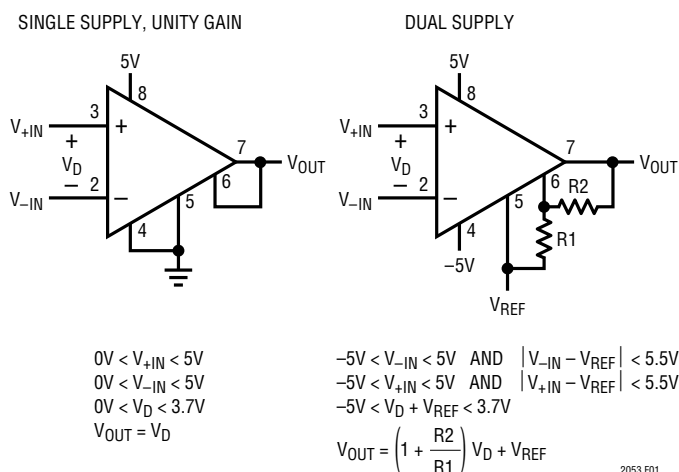 SINGLE SUPPLY, UNITY GAIN
5V
8
V+IN
3
+
+
VD
–
V–IN
2
–
7
VOUT
6
5
4
0V < V+IN < 5V
0V < V–IN < 5V
0V < VD < 3.7V
VOUT = VD
DUAL SUPPLY
5V
8
V+IN
3
+
+
VD
–
V–IN
2
–
7
VOUT
6
R2
5
R1
4
–5V
VREF
–5V < V–IN < 5V AND |V–IN – VREF| < 5.5V
–5V < V+IN < 5V AND |V+IN – VREF| < 5.5V
–5V < VD + VREF < 3.7V
VOUT = (1 + R2/R1) VD + VREF
2053 F01